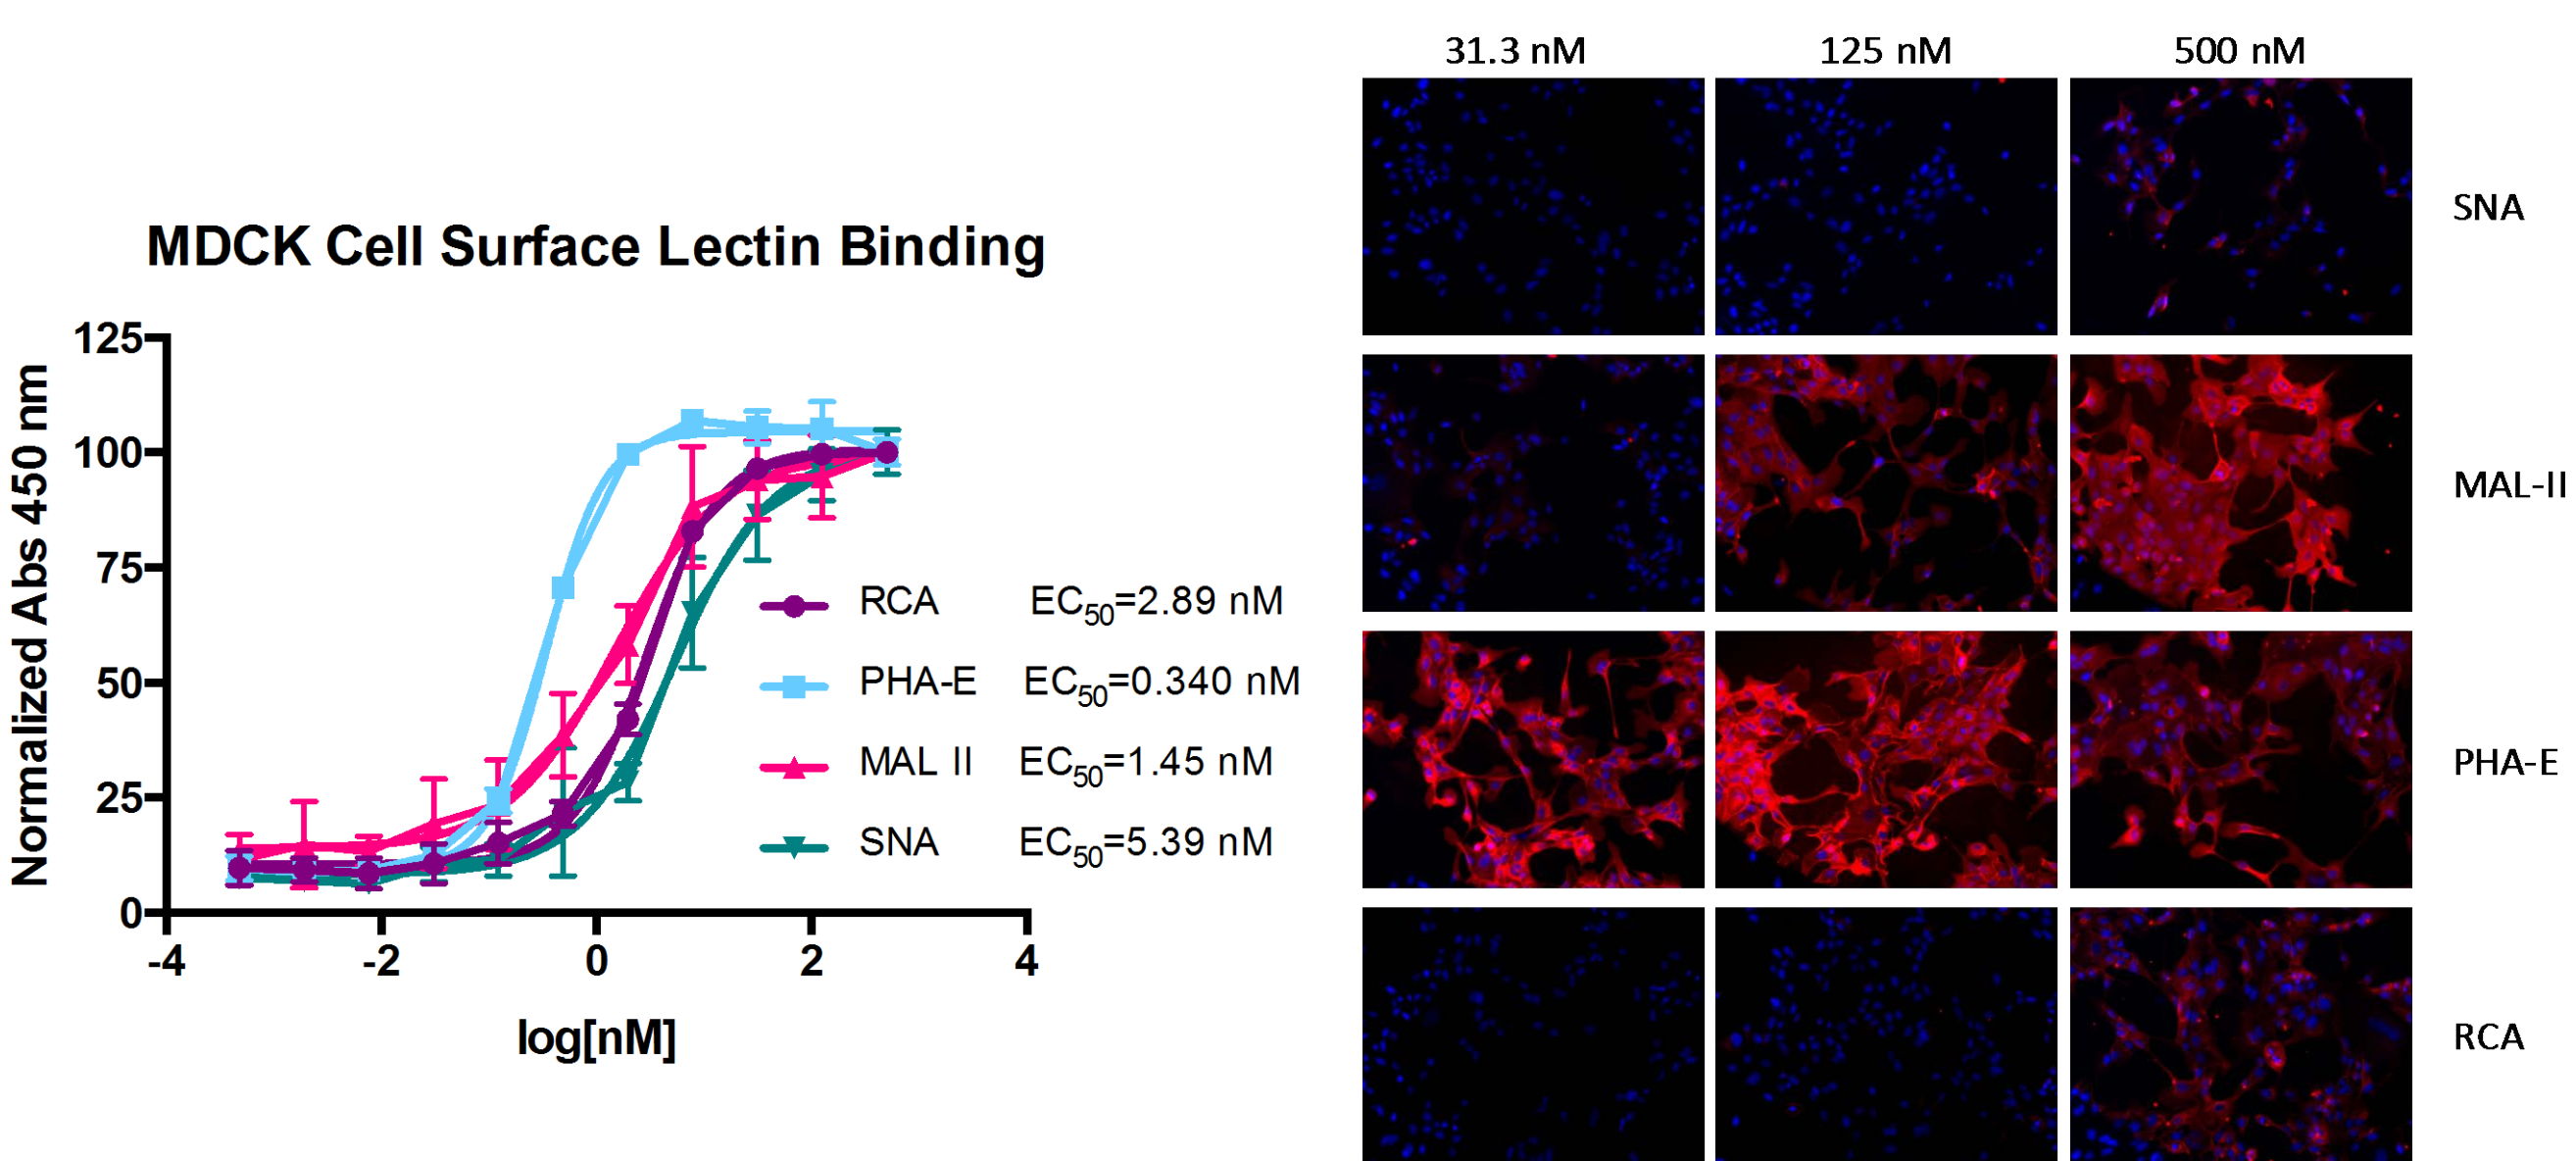 MDCK Cell Surface Lectin Binding
Normalized Abs 450 nm
125
100
75
50
25
0
-4 -2 0 2 4
log[nM]
RCA EC50=2.89 nM
PHA-E EC50=0.340 nM
MAL II EC50=1.45 nM
SNA EC50=5.39 nM
31.3 nM 125 nM 500 nM
SNA
MAL-II
PHA-E
RCA